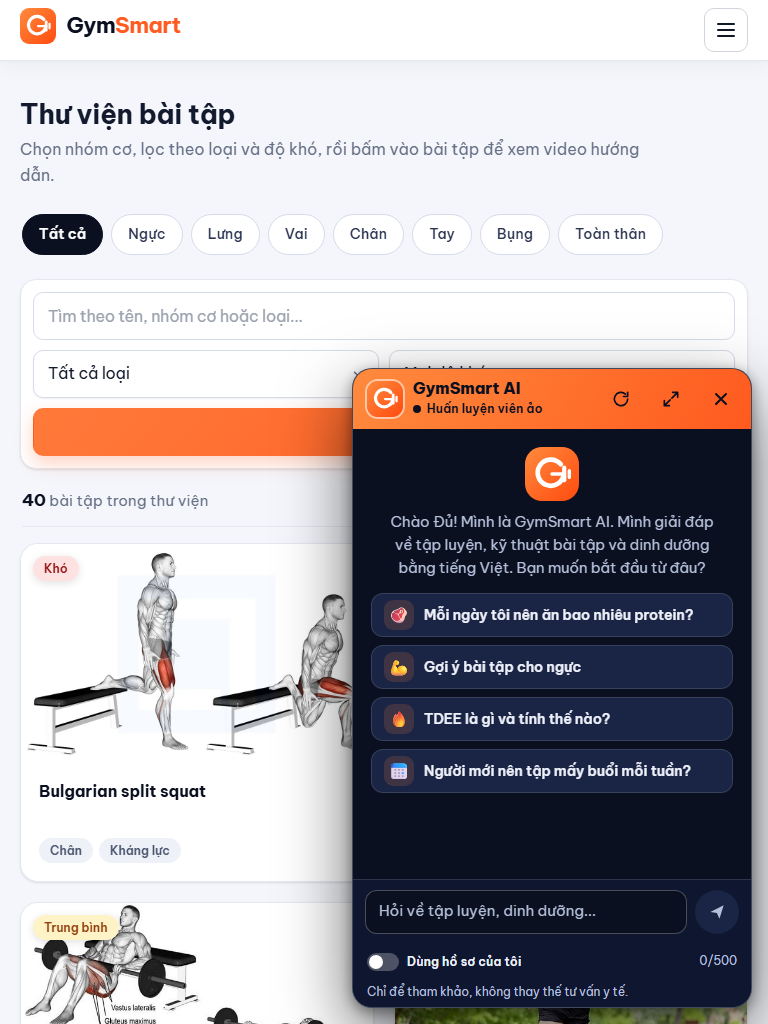 GymSmart
Thư viện bài tập
Chọn nhóm cơ, lọc theo loại và độ khó, rồi bấm vào bài tập để xem video hướng
dẫn.
Tất cả
Ngực
Lưng
Vai
Chân
Tay
Bụng
Toàn thân
Tìm theo tên, nhóm cơ hoặc loại...
Tất cả loại
40 bài tập trong thư viện
Khó
Bulgarian split squat
Chân
Kháng lực
Trung bình
Vastus lateralis
Gluteus maximus
GymSmart AI
Huấn luyện viên ảo
Chào Đủ! Mình là GymSmart AI. Mình giải đáp
về tập luyện, kỹ thuật bài tập và dinh dưỡng
bằng tiếng Việt. Bạn muốn bắt đầu từ đâu?
Mỗi ngày tôi nên ăn bao nhiêu protein?
Gợi ý bài tập cho ngực
TDEE là gì và tính thế nào?
Người mới nên tập mấy buổi mỗi tuần?
Hỏi về tập luyện, dinh dưỡng...
Dùng hồ sơ của tôi
0/500
Chỉ để tham khảo, không thay thế tư vấn y tế.